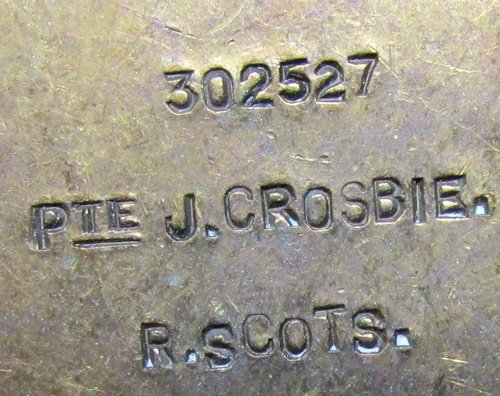 302527
PTE J. CROSBIE.
R. SCOTS.